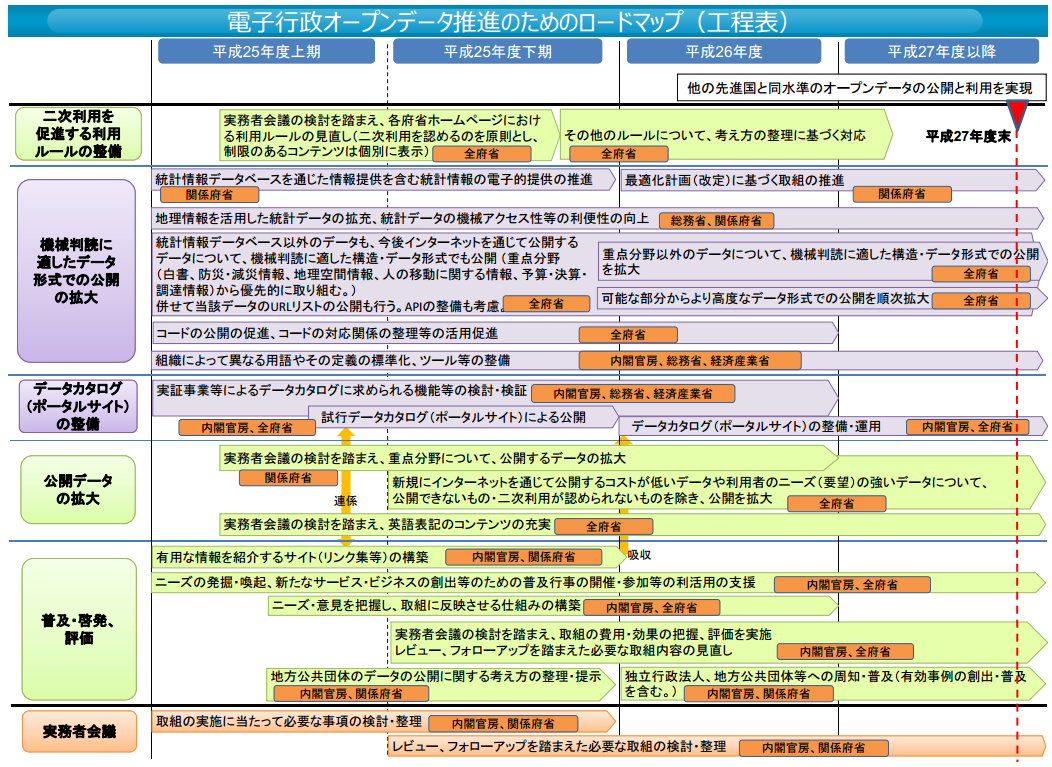 電子行政オープンデータ推進のためのロードマップ（工程表）
平成25年度上期
平成25年度下期
平成26年度
平成27年度以降
他の先進国と同水準のオープンデータの公開と利用を実現
平成27年度末
二次利用を
促進する利用
ルールの整備
実務者会議の検討を踏まえ、各府省ホームページにおけ
る利用ルールの見直し（二次利用を認めるのを原則とし、
制限のあるコンテンツは個別に表示）
全府省
その他のルールについて、考え方の整理に基づく対応
全府省
機械判読に
適したデータ
形式での公開
の拡大
統計情報データベースを通じた情報提供を含む統計情報の電子的提供の推進
関係府省
最適化計画（改定）に基づく取組の推進
関係府省
地理情報を活用した統計データの拡充、統計データの機械アクセス性等の利便性の向上
総務省、関係府省
統計情報データベース以外のデータも、今後インターネットを通じて公開する
データについて、機械判読に適した構造・データ形式でも公開（重点分野
（白書、防災・減災情報、地理空間情報、人の移動に関する情報、予算・決算・
調達情報）から優先的に取り組む。）
併せて当該データのURLリストの公開も行う。APIの整備も考慮。
全府省
重点分野以外のデータについて、機械判読に適した構造・データ形式での公開
を拡大
全府省
可能な部分からより高度なデータ形式での公開を順次拡大
全府省
コードの公開の促進、コードの対応関係の整理等の活用促進
全府省
組織によって異なる用語やその定義の標準化、ツール等の整備
内閣官房、総務省、経済産業省
データカタログ
（ポータルサイト）
の整備
実証事業等によるデータカタログに求められる機能等の検討・検証
内閣官房、総務省、経済産業省
試行データカタログ（ポータルサイト）による公開
内閣官房、全府省
データカタログ（ポータルサイト）の整備・運用
内閣官房、全府省
公開データ
の拡大
実務者会議の検討を踏まえ、重点分野について、公開するデータの拡大
関係府省
連係
新規にインターネットを通じて公開するコストが低いデータや利用者のニーズ（要望）の強いデータについて、
公開できないもの・二次利用が認められないものを除き、公開を拡大
全府省
実務者会議の検討を踏まえ、英語表記のコンテンツの充実
全府省
普及・啓発、
評価
有用な情報を紹介するサイト（リンク集等）の構築
内閣官房、関係府省
吸収
ニーズの発掘・喚起、新たなサービス・ビジネスの創出等のための普及行事の開催・参加等の利活用の支援
内閣官房、全府省
ニーズ・意見を把握し、取組に反映させる仕組みの構築
内閣官房、全府省
実務者会議の検討を踏まえ、取組の費用・効果の把握、評価を実施
レビュー、フォローアップを踏まえた必要な取組内容の見直し
内閣官房、全府省
地方公共団体のデータの公開に関する考え方の整理・提示
内閣官房、関係府省
独立行政法人、地方公共団体等への周知・普及（有効事例の創出・普及
を含む。）
内閣官房、関係府省
実務者会議
取組の実施に当たって必要な事項の検討・整理
内閣官房、関係府省
レビュー、フォローアップを踏まえた必要な取組の検討・整理
内閣官房、関係府省